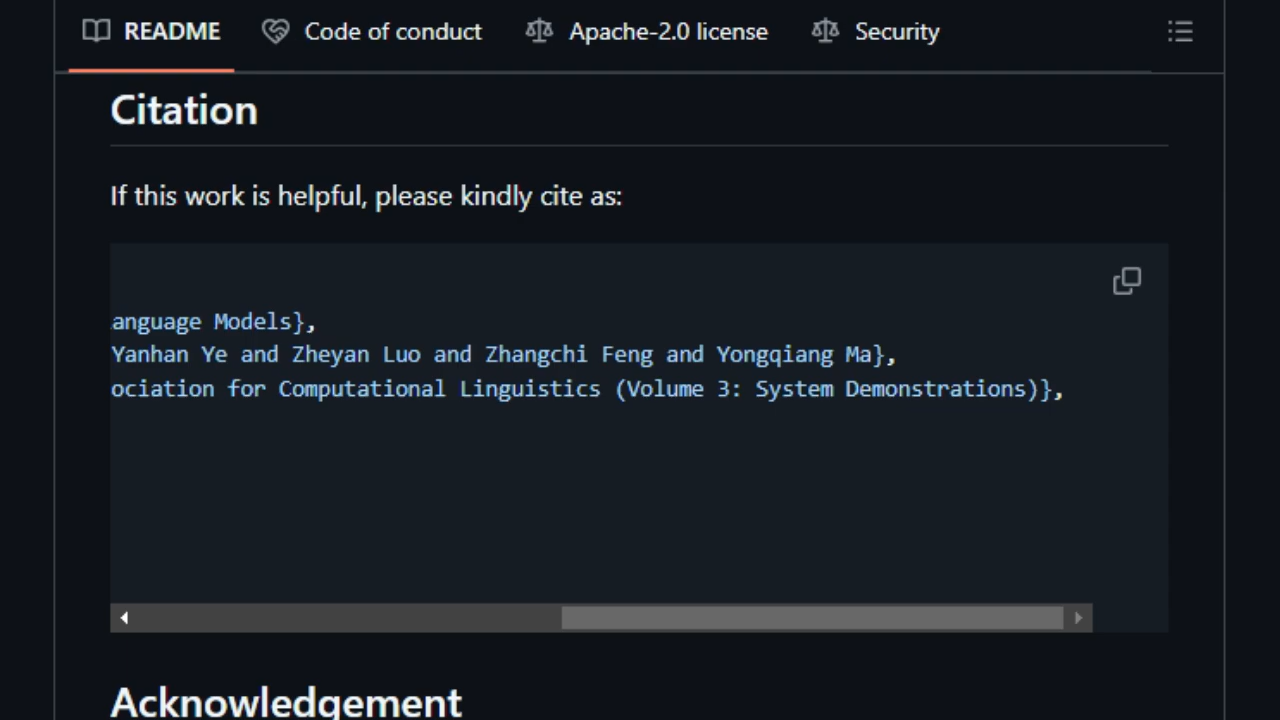 README Code of conduct Apache-2.0 license Security
Citation
If this work is helpful, please kindly cite as:
anguage Models},
Yanhan Ye and Zheyan Luo and Zhangchi Feng and Yongqiang Ma},
ociation for Computational Linguistics (Volume 3: System Demonstrations)},
Acknowledgement